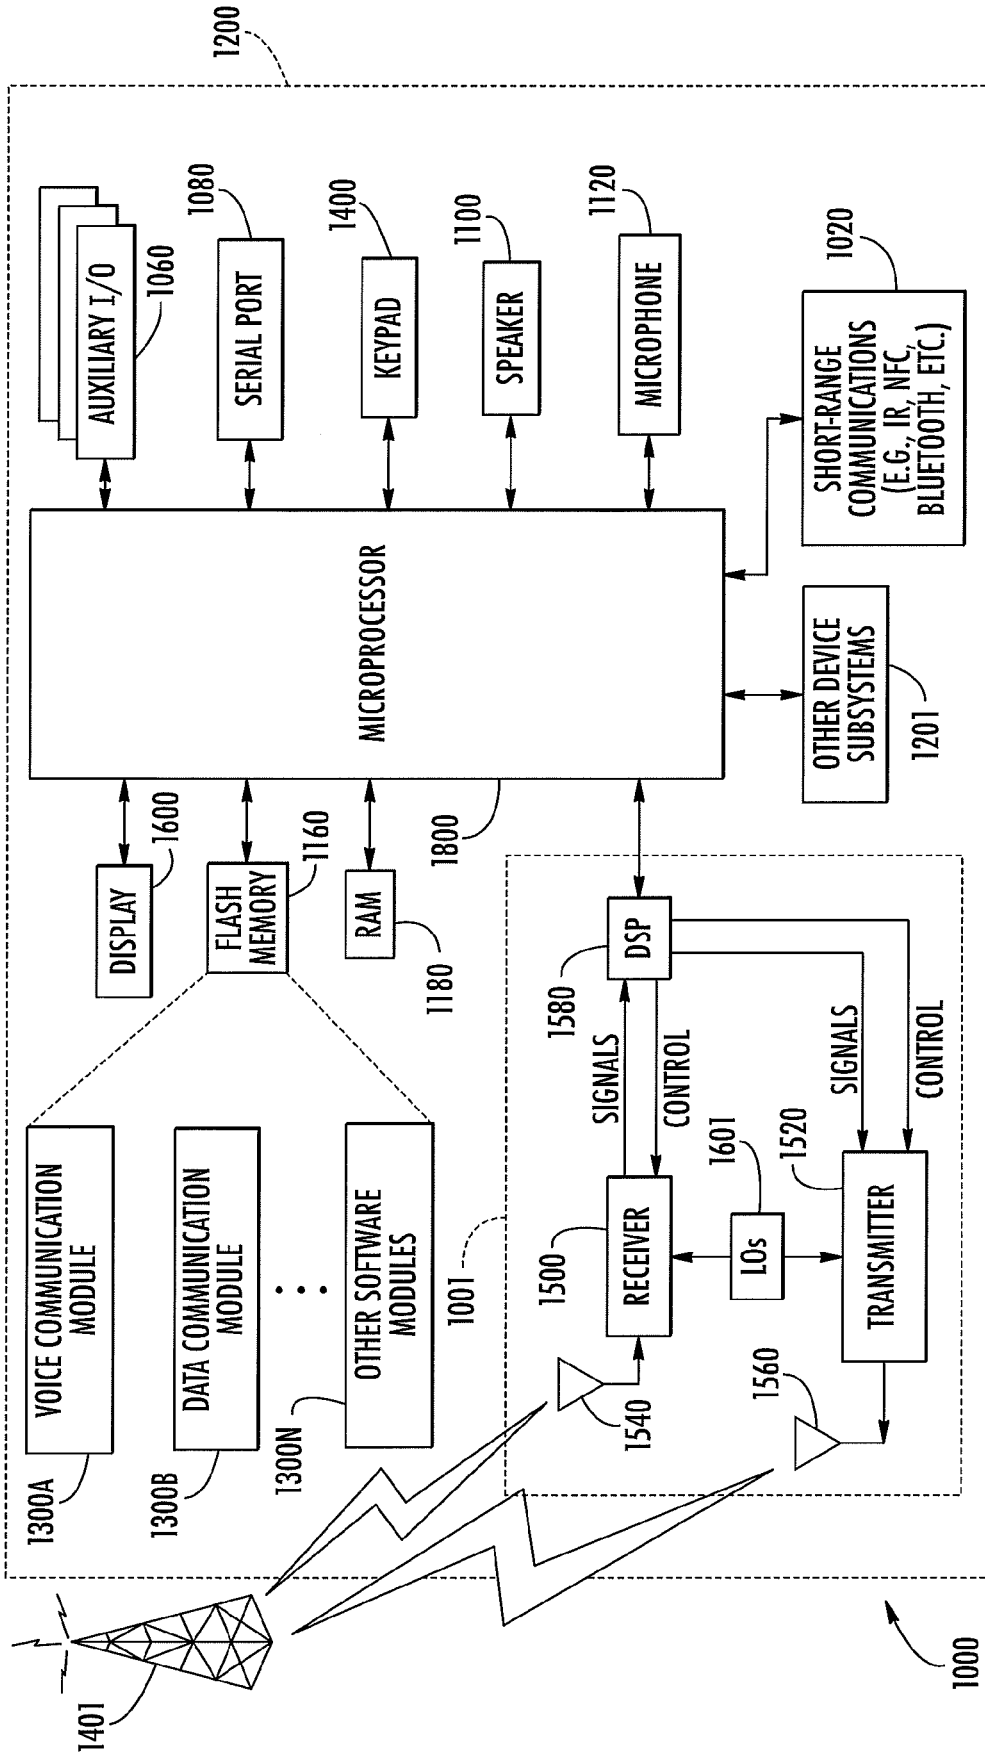 1401
1300A
VOICE COMMUNICATION
MODULE
1300B
DATA COMMUNICATION
MODULE
1300N
OTHER SOFTWARE
MODULES
DISPLAY
1600
FLASH
MEMORY
1160
RAM
1180
MICROPROCESSOR
1800
AUXILIARY I/O
1060
SERIAL PORT
1080
KEYPAD
1400
SPEAKER
1100
MICROPHONE
1120
1200
1001
1540
1500
RECEIVER
SIGNALS
CONTROL
1580
DSP
1601
LOs
1560
1520
TRANSMITTER
SIGNALS
CONTROL
OTHER DEVICE
SUBSYSTEMS
1201
SHORT-RANGE
COMMUNICATIONS
(E.G., IR, NFC,
BLUETOOTH, ETC.)
1020
1000